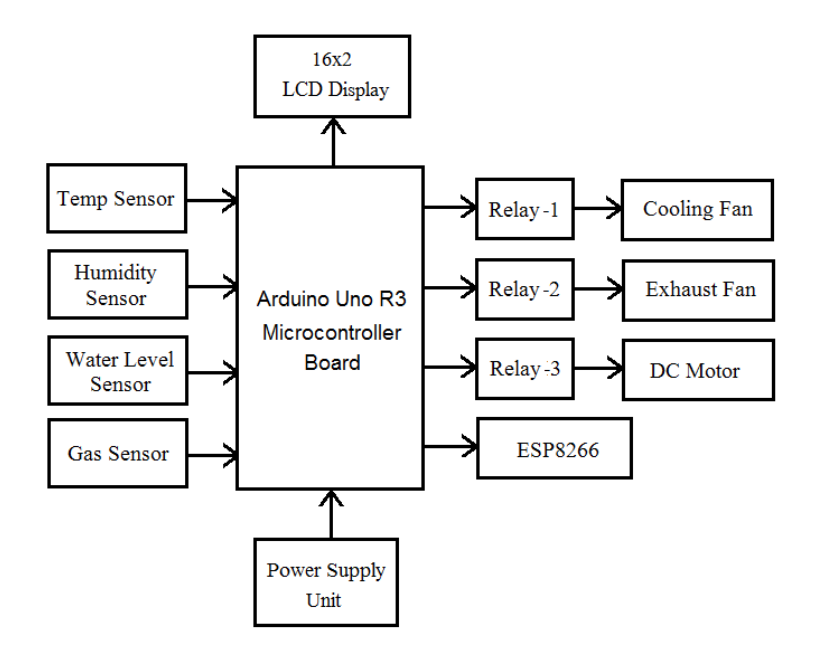 16x2
LCD Display
Temp Sensor
Humidity
Sensor
Water Level
Sensor
Gas Sensor
Arduino Uno R3
Microcontroller
Board
Relay-1
Cooling Fan
Relay-2
Exhaust Fan
Relay-3
DC Motor
ESP8266
Power Supply
Unit